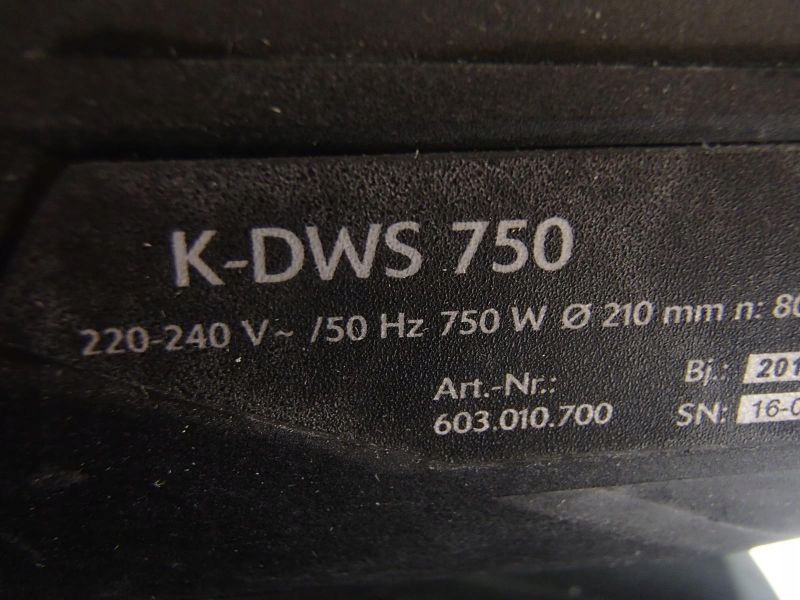 K-DWS 750
220-240 V~ /50 Hz 750 W Ø 210 mm n: 80
Art.-Nr.: Bj.: 201
603.010.700 SN: 16-0